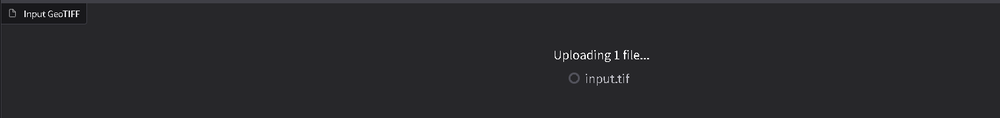 Input GeoTIFF
Uploading 1 file...
input.tif